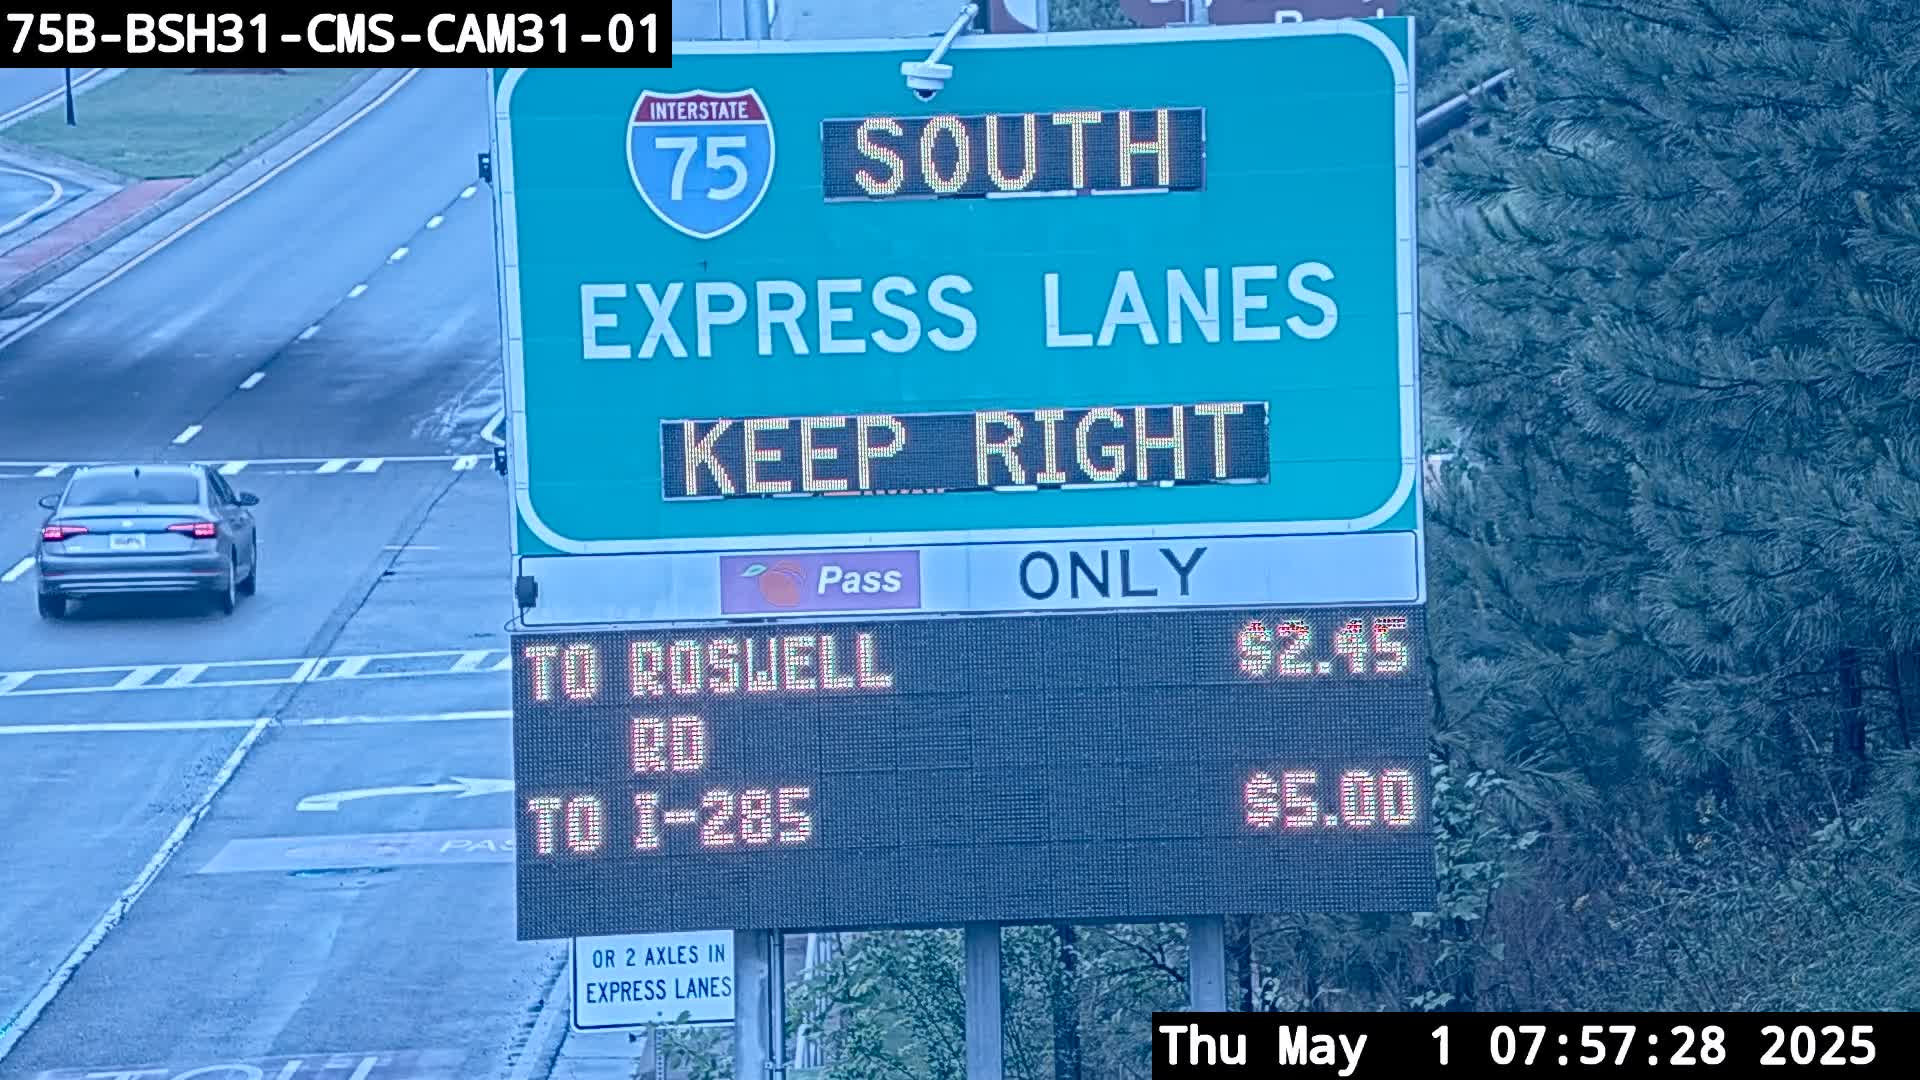 75B-BSH31-CMS-CAM31-01
INTERSTATE
75
SOUTH
EXPRESS LANES
KEEP RIGHT
Pass ONLY
TO ROSWELL $2.45
RD
TO I-285 $5.00
OR 2 AXLES IN
EXPRESS LANES
Thu May 1 07:57:28 2025